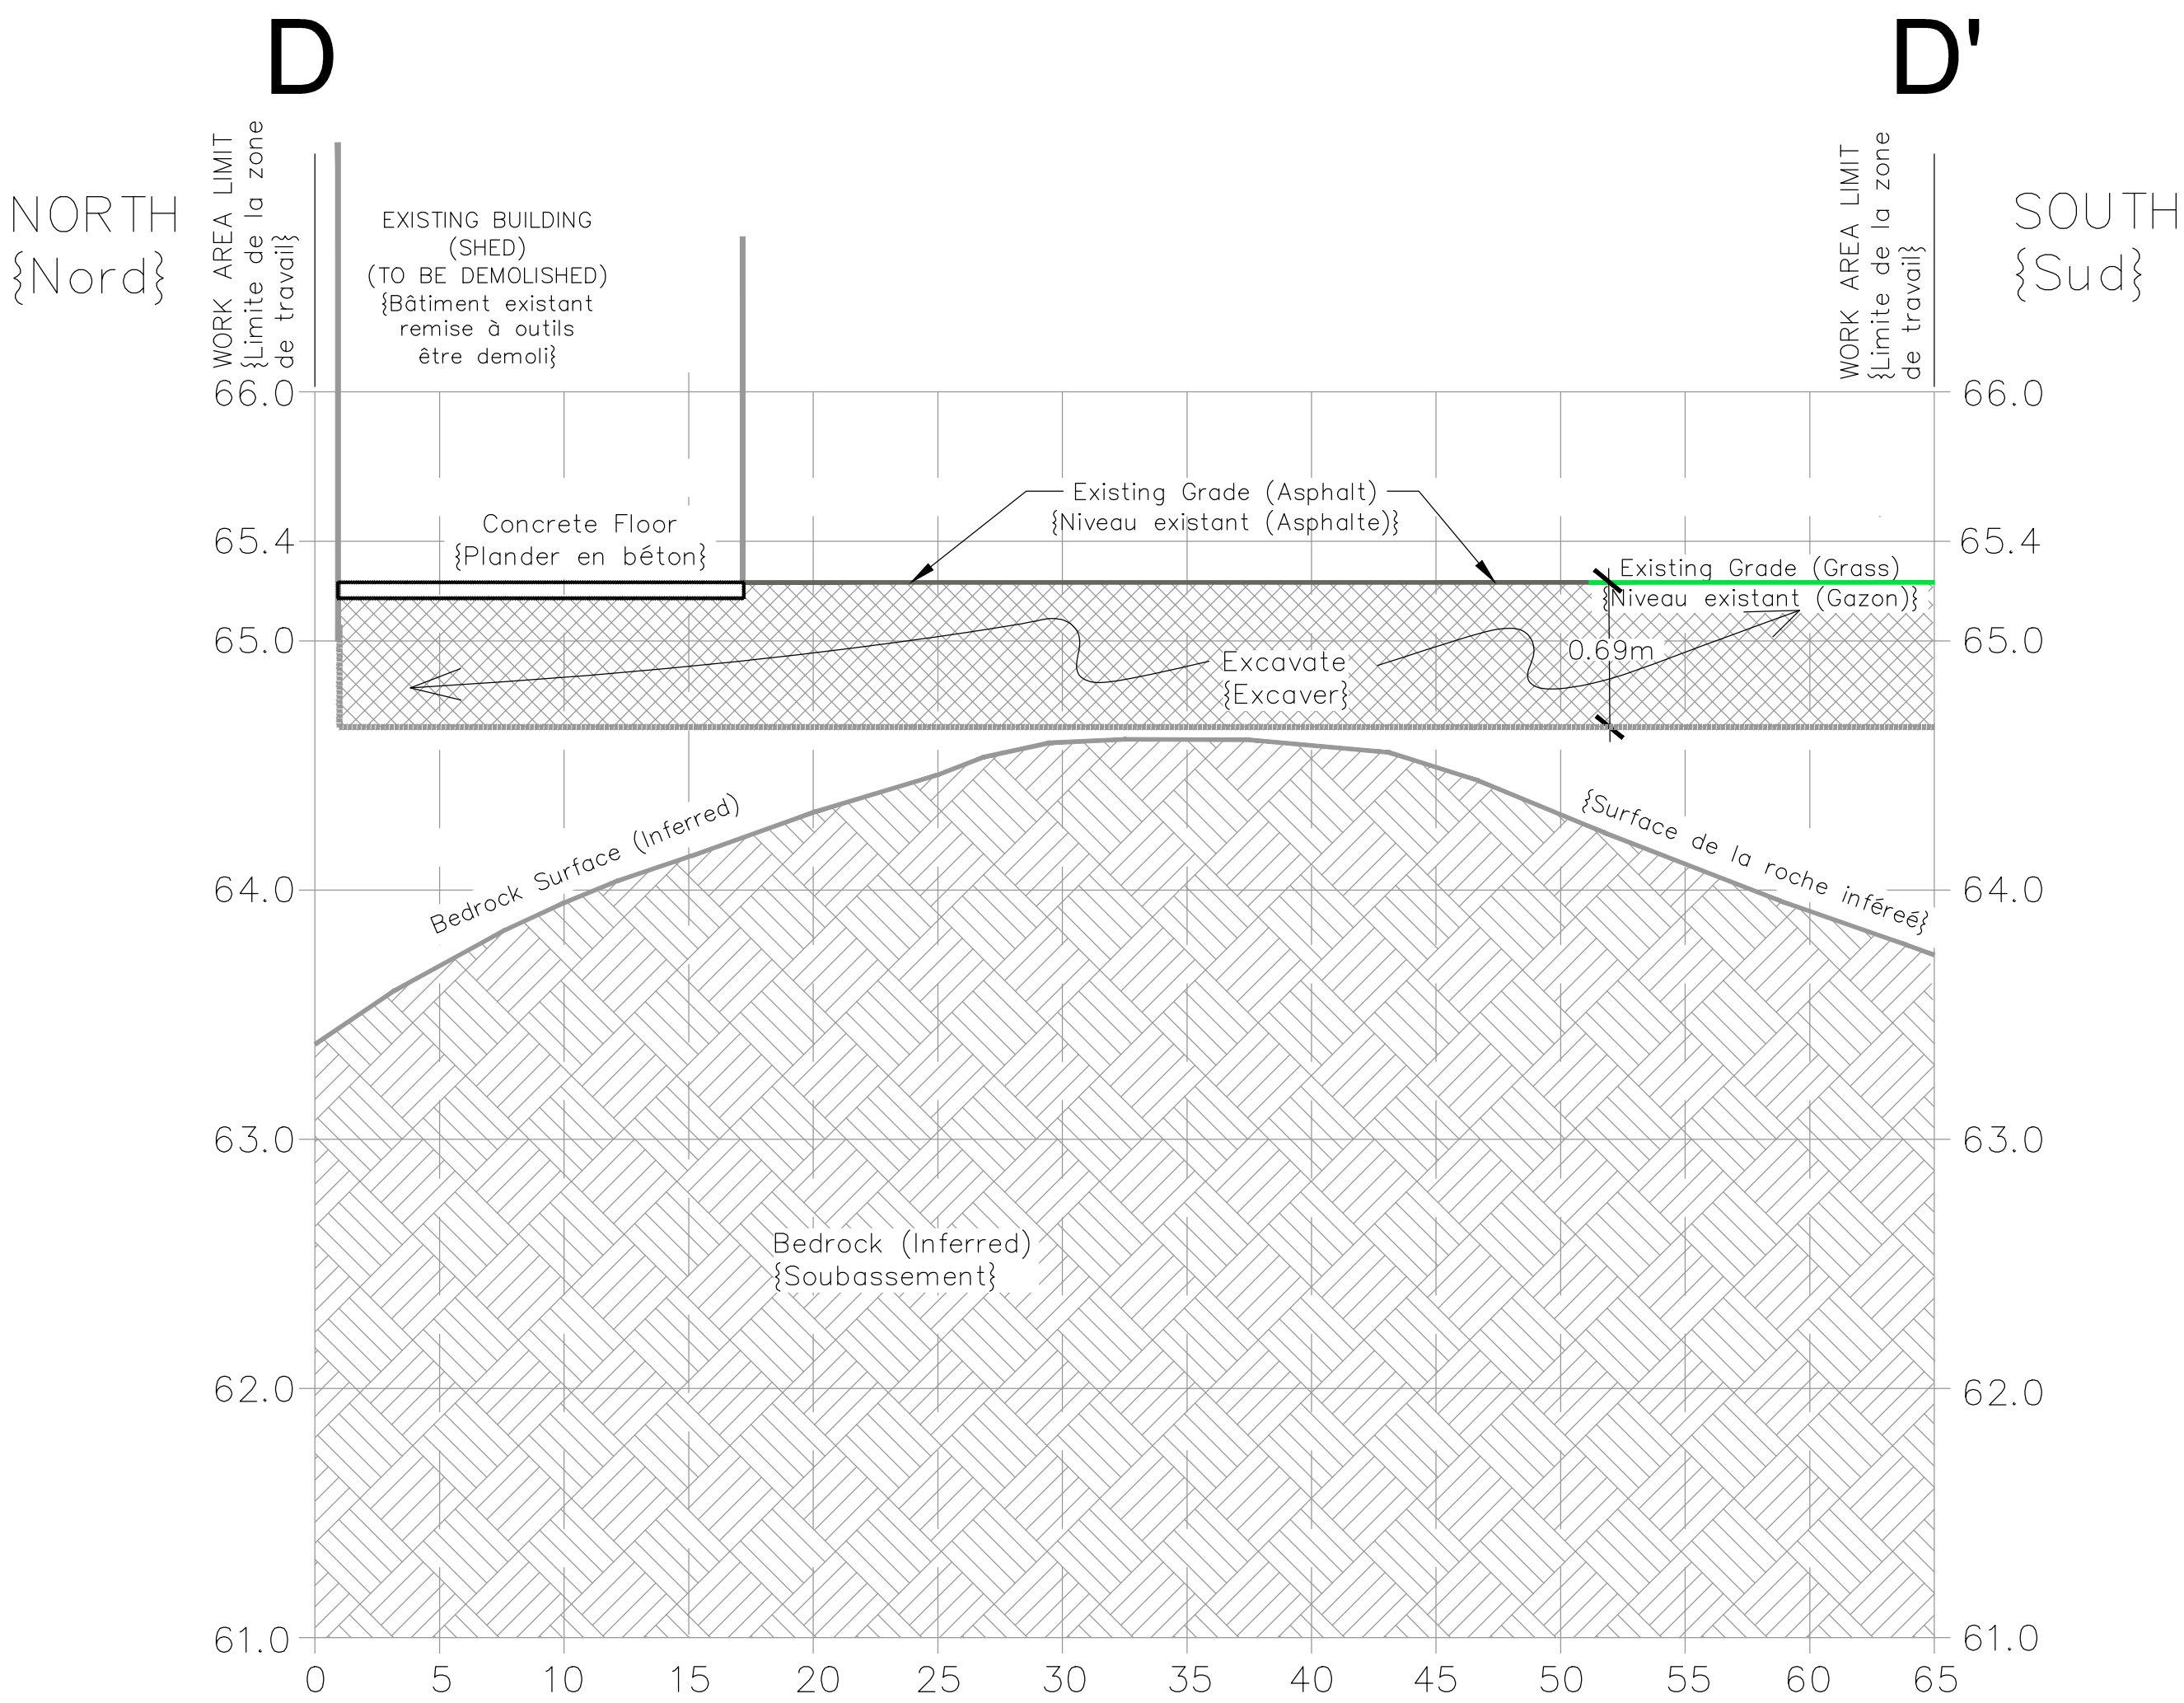 D
D'
NORTH
{Nord}
WORK AREA LIMIT
{Limite de la zone
de travail}
EXISTING BUILDING
(SHED)
(TO BE DEMOLISHED)
{Bâtiment existant
remise à outils
être demoli}
WORK AREA LIMIT
{Limite de la zone
de travail}
SOUTH
{Sud}
66.0
66.0
Existing Grade (Asphalt)
{Niveau existant (Asphalte)}
Concrete Floor
{Plander en béton}
65.4
65.4
Existing Grade (Grass)
{Niveau existant (Gazon)}
65.0
65.0
0.69m
Excavate
{Excaver}
Bedrock Surface (Inferred)
{Surface de la roche inféreé}
64.0
64.0
63.0
63.0
Bedrock (Inferred)
{Soubassement}
62.0
62.0
61.0
61.0
0 5 10 15 20 25 30 35 40 45 50 55 60 65